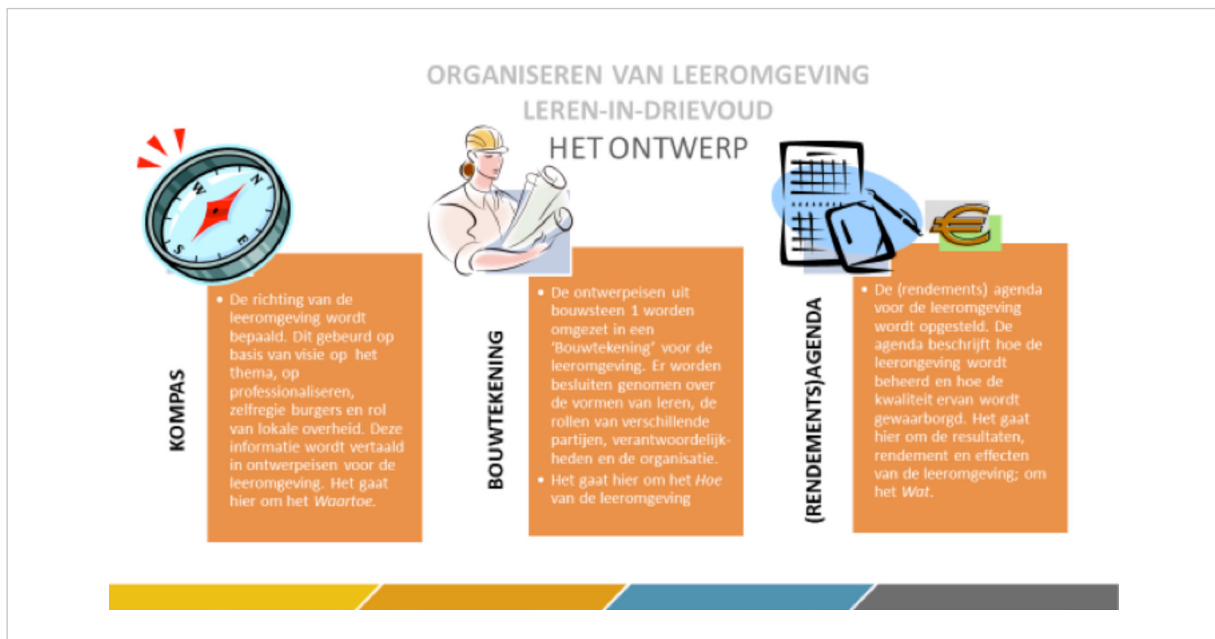 ORGANISEREN VAN LEEROMGEVING
LEREN-IN-DRIEVOUD
HET ONTWERP
N
W
E
S
KOMPAS
• De richting van de
leeromgeving wordt
bepaald. Dit gebeurd op
basis van visie op het
thema, op
professionaliseren,
zelfregie burgers en rol
van lokale overheid. Deze
informatie wordt vertaald
in ontwerpeisen voor de
leeromgeving. Het gaat
hier om het Waartoe.
BOUWTEKENING
• De ontwerpeisen uit
bouwsteen 1 worden
omgezet in een
‘Bouwtekening’ voor de
leeromgeving. Er worden
besluiten genomen over
de vormen van leren, de
rollen van verschillende
partijen, verantwoordelijk-
heden en de organisatie.
• Het gaat hier om het Hoe
van de leeromgeving
€
(RENDEMENTS)AGENDA
• De (rendements) agenda
voor de leeromgeving
wordt opgesteld. De
agenda beschrijft hoe de
leerongeving wordt
beheerd en hoe de
kwaliteit ervan wordt
gewaarborgd. Het gaat
hier om de resultaten,
rendement en effecten
van de leeromgeving; om
het Wat.